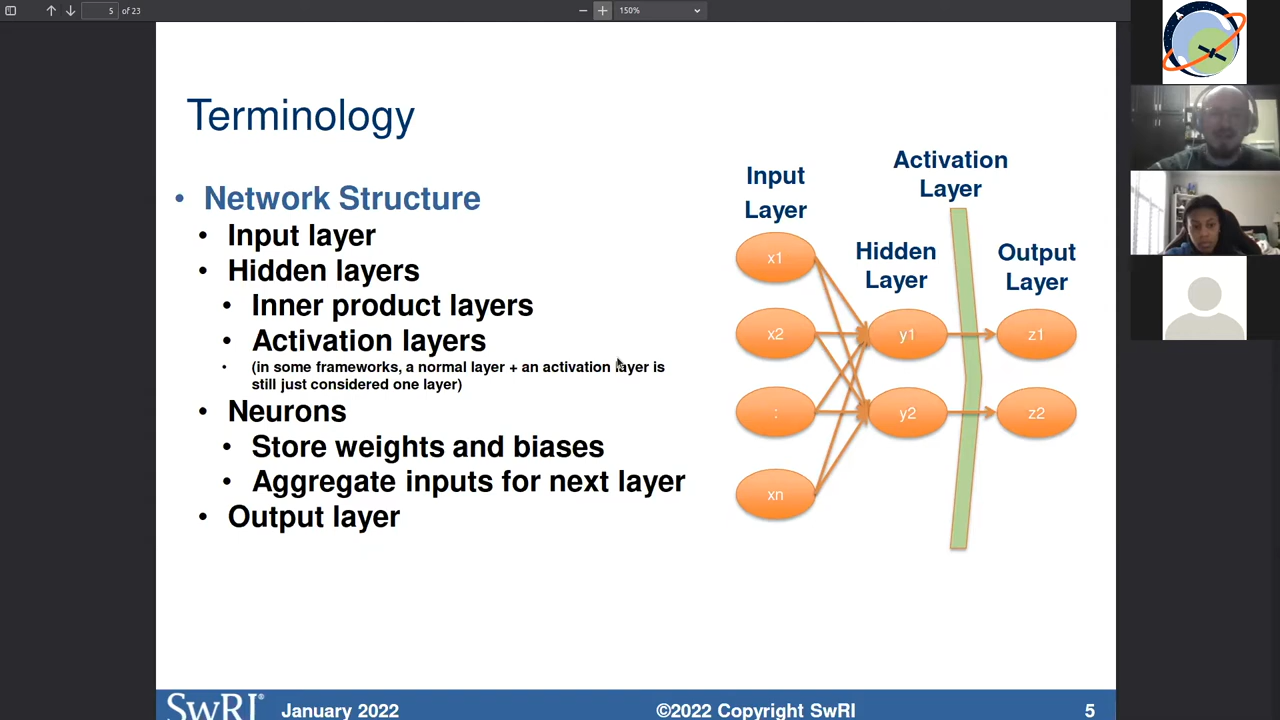 5 of 23
150%
Terminology
• Network Structure
• Input layer
• Hidden layers
• Inner product layers
• Activation layers
• (in some frameworks, a normal layer + an activation layer is
still just considered one layer)
• Neurons
• Store weights and biases
• Aggregate inputs for next layer
• Output layer
Input
Layer
Activation
Layer
Hidden
Layer
Output
Layer
x1
x2
:
xn
y1
y2
z1
z2
SwRI®
January 2022
©2022 Copyright SwRI
5